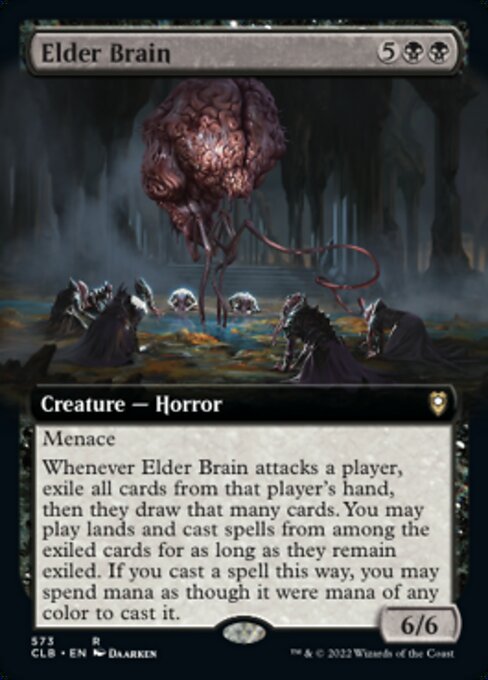 Elder Brain 5
Creature — Horror
Menace
Whenever Elder Brain attacks a player,
exile all cards from that player's hand,
then they draw that many cards. You may
play lands and cast spells from among the
exiled cards for as long as they remain
exiled. If you cast a spell this way, you may
spend mana as though it were mana of any
color to cast it.
6/6
573 R
CLB • EN DAARKEN
™ & © 2022 Wizards of the Coast